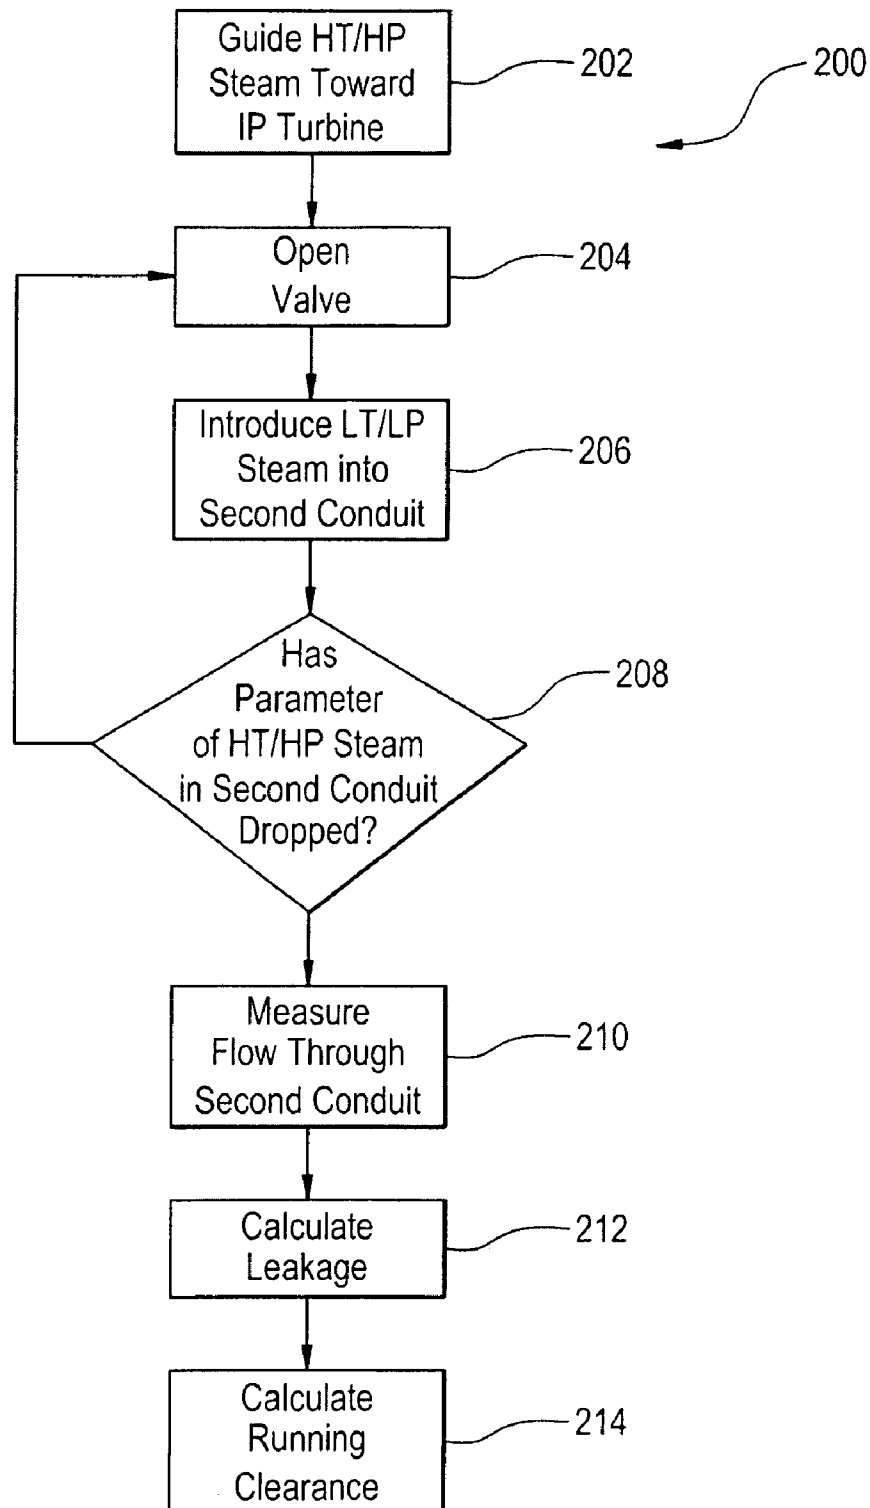 Guide HT/HP
Steam Toward
IP Turbine
202
200
Open
Valve
204
Introduce LT/LP
Steam into
Second Conduit
206
Has
Parameter
of HT/HP Steam
in Second Conduit
Dropped?
208
Measure
Flow Through
Second Conduit
210
Calculate
Leakage
212
Calculate
Running
Clearance
214